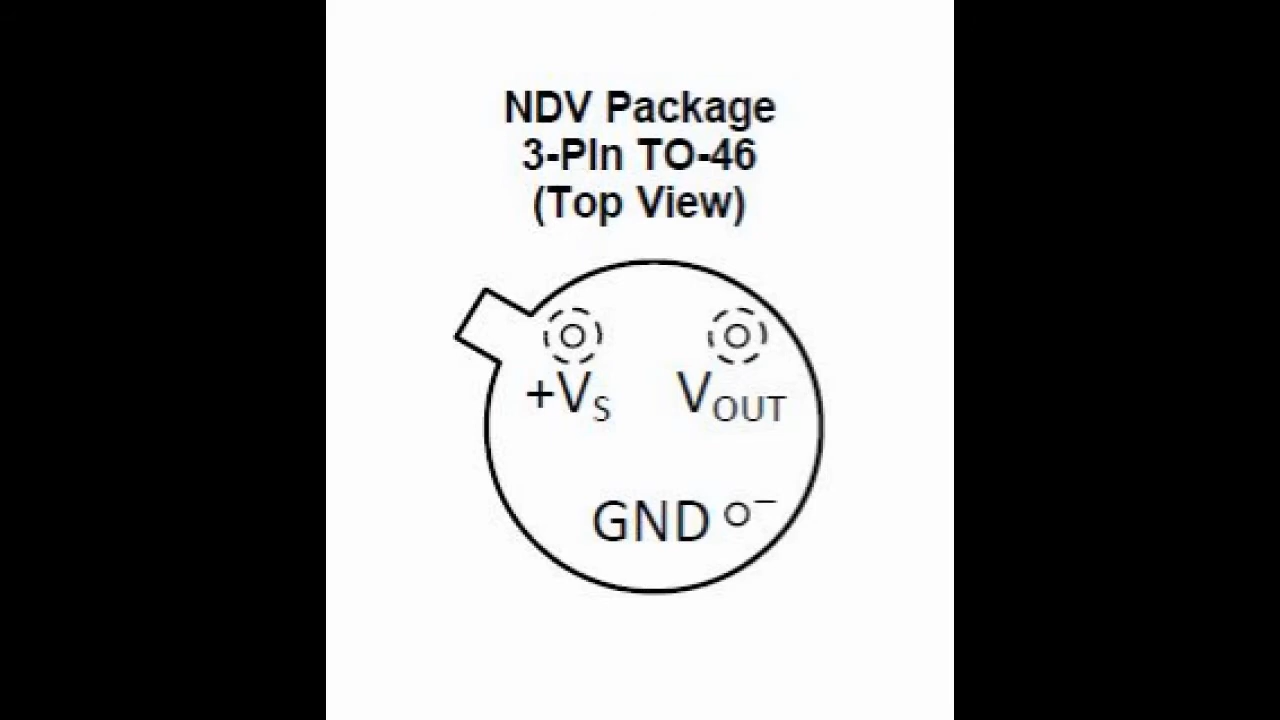 NDV Package
3-PIn TO-46
(Top View)
+VS VOUT
GND –